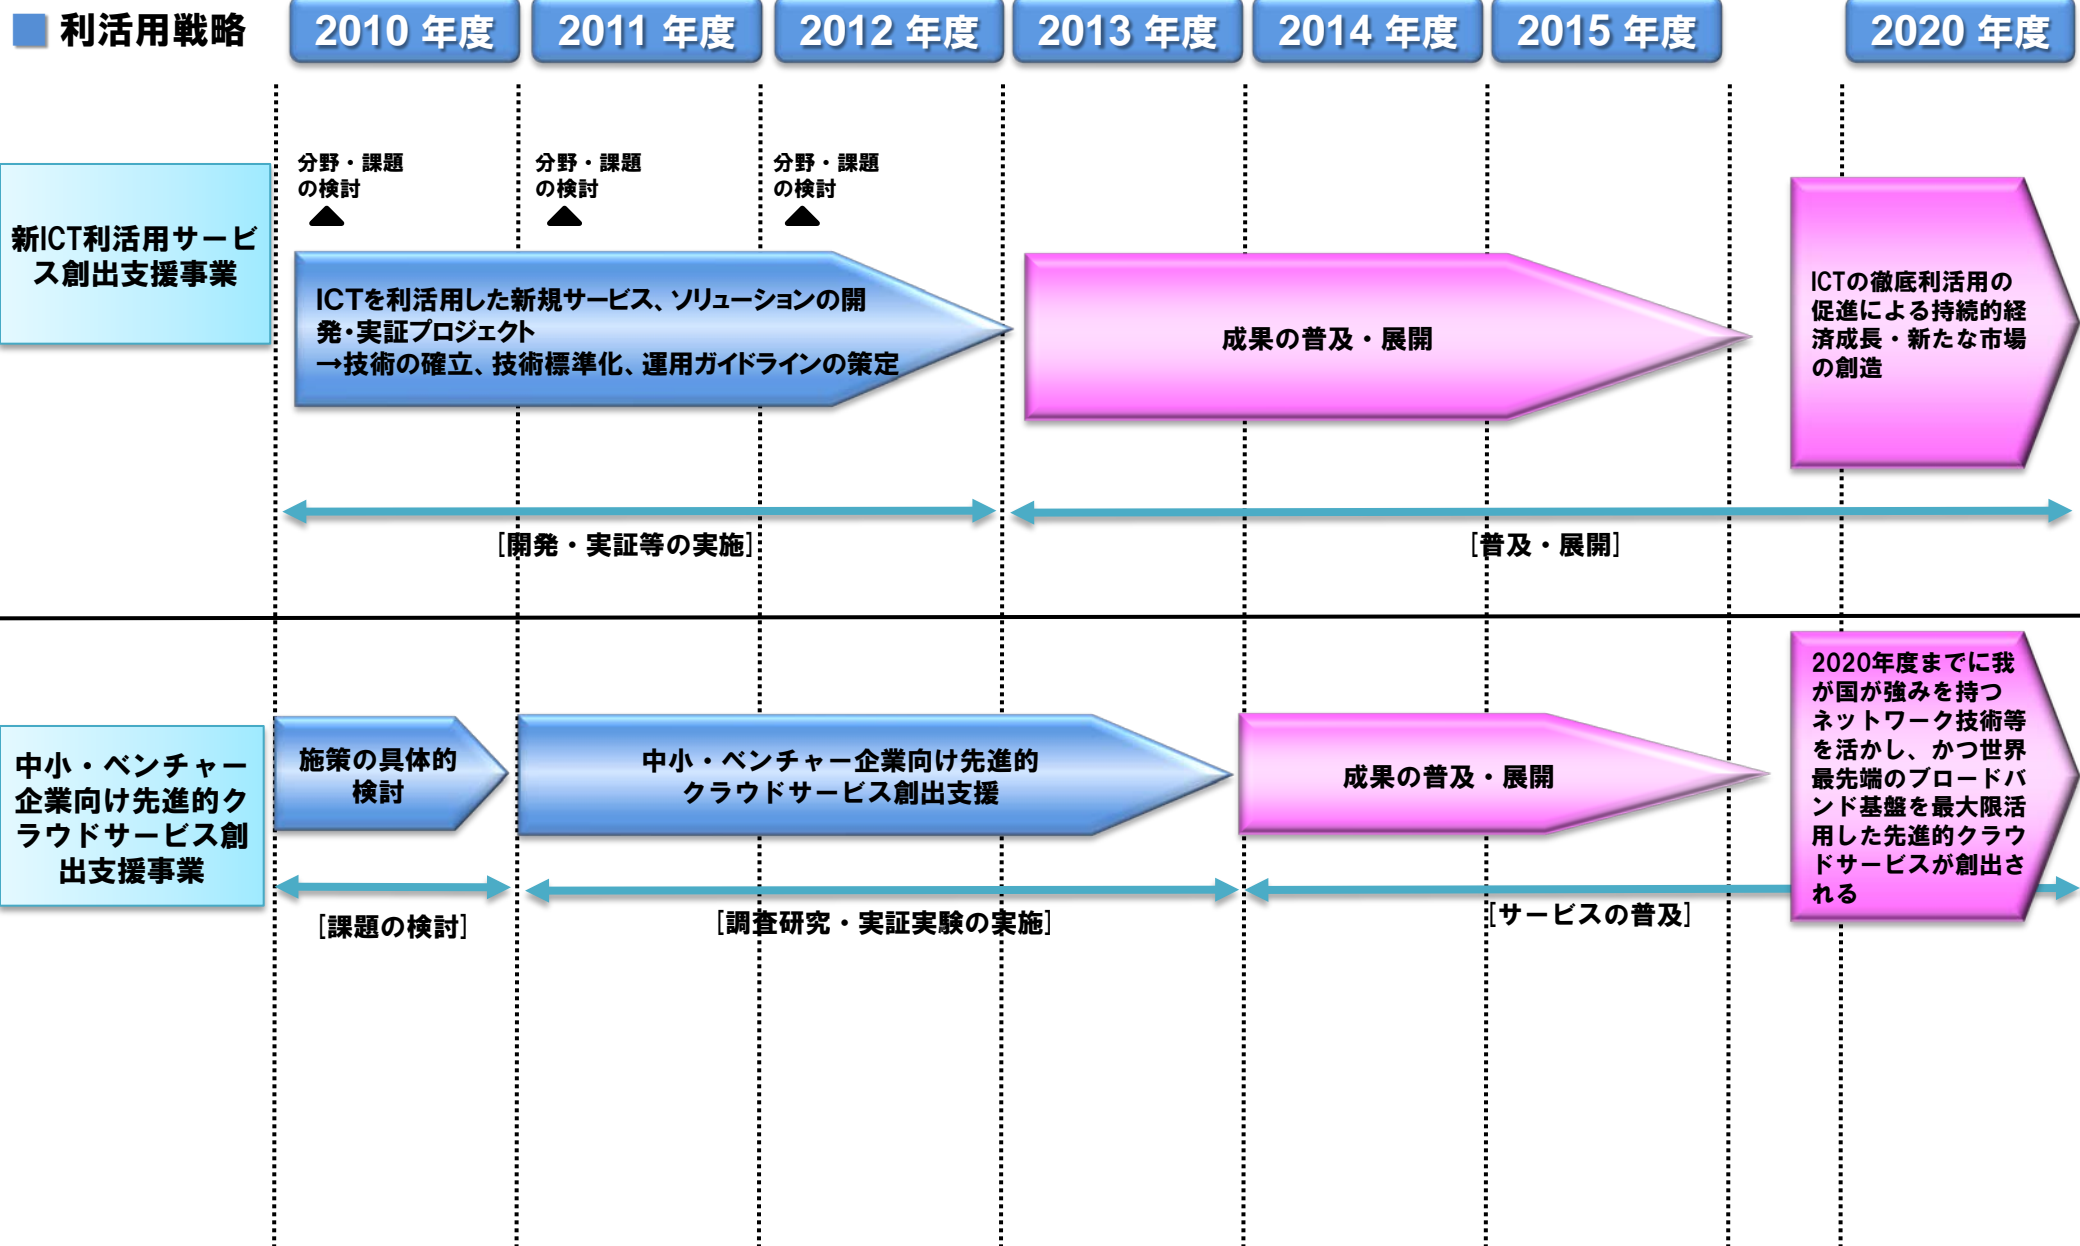 利活用戦略
2010 年度
2011 年度
2012 年度
2013 年度
2014 年度
2015 年度
2020 年度
新ICT利活用サービ
ス創出支援事業
分野・課題
の検討
分野・課題
の検討
分野・課題
の検討
ICTを利活用した新規サービス、ソリューションの開
発・実証プロジェクト
→技術の確立、技術標準化、運用ガイドラインの策定
成果の普及・展開
ICTの徹底利活用の
促進による持続的経
済成長・新たな市場
の創造
[開発・実証等の実施]
[普及・展開]
中小・ベンチャー
企業向け先進的ク
ラウドサービス創
出支援事業
施策の具体的
検討
中小・ベンチャー企業向け先進的
クラウドサービス創出支援
成果の普及・展開
2020年度までに我
が国が強みを持つ
ネットワーク技術等
を活かし、かつ世界
最先端のブロードバ
ンド基盤を最大限活
用した先進的クラウ
ドサービスが創出さ
れる
[課題の検討]
[調査研究・実証実験の実施]
[サービスの普及]